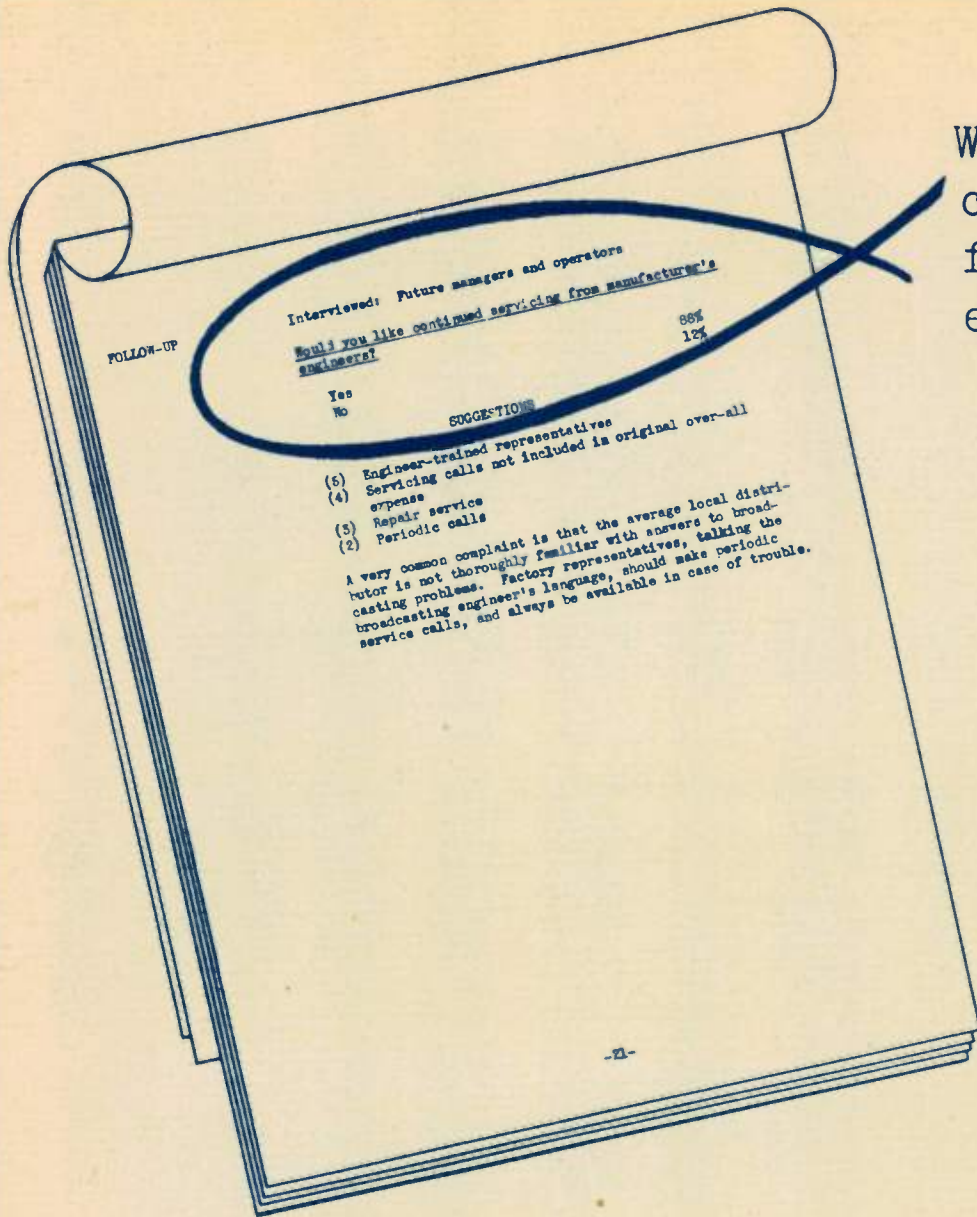 FOLLOW-UP
Interviewed: Future managers and operators
Would you like continued servicing from manufacturer's
engineers?
Yes 88%
No 12%
SUGGESTIONS
(5) Engineer-trained representatives
(4) Servicing calls not included in original over-all
expense
(3) Repair service
(2) Periodic calls
A very common complaint is that the average local distri-
butor is not thoroughly familiar with answers to broad-
casting problems. Factory representatives, talking the
broadcasting engineer's language, should make periodic
service calls, and always be available in case of trouble.
-21-
W
c
f
e